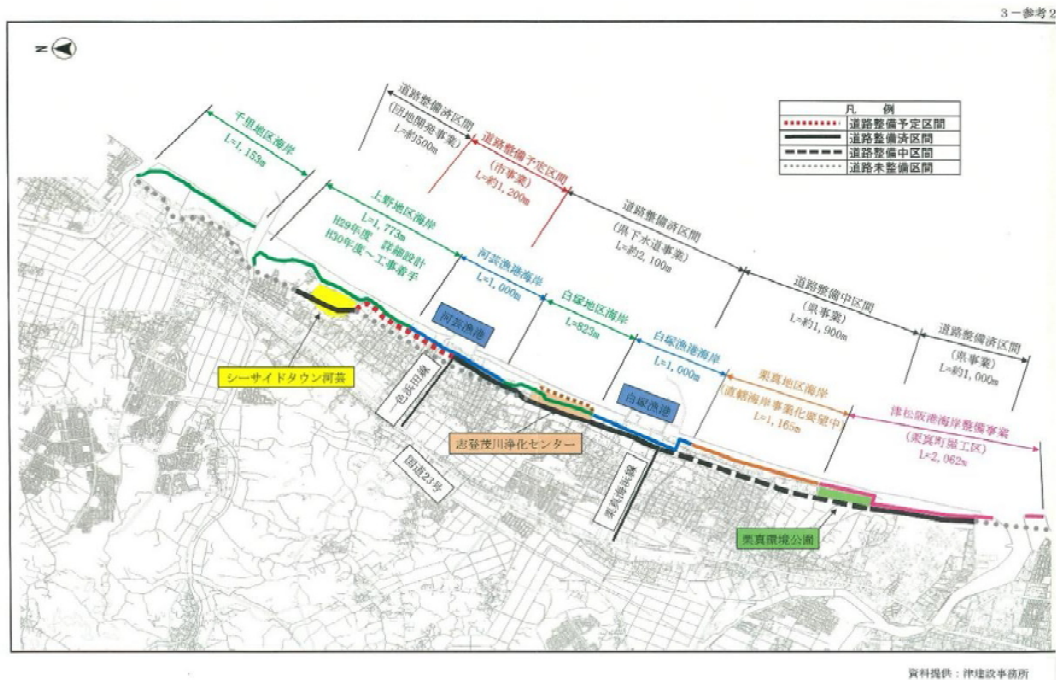 3－参考2
N
凡 例
道路整備予定区間
道路整備済区間
道路整備中区間
道路未整備区間
千里地区海岸
L=1,153m
道路整備済区間
(団地開発事業)
L=約500m
道路整備予定区間
(市事業)
L=約1,200m
道路整備済区間
(県下水道事業)
L=約2,100m
道路整備中区間
(県事業)
L=約1,900m
道路整備済区間
(県事業)
L=約1,000m
上野地区海岸
L=1,773m
H29年度 詳細設計
H30年度～工事着手
河芸漁港海岸
L=1,000m
白塚地区海岸
L=823m
白塚漁港海岸
L=1,000m
栗真地区海岸
(直轄海岸事業化要望中)
L=1,165m
津松阪港海岸整備事業
(栗真町屋工区)
L=2,062m
河芸漁港
白塚漁港
シーサイドタウン河芸
一色浜田線
志登茂川浄化センター
国道23号
栗真環境公園
資料提供：津建設事務所